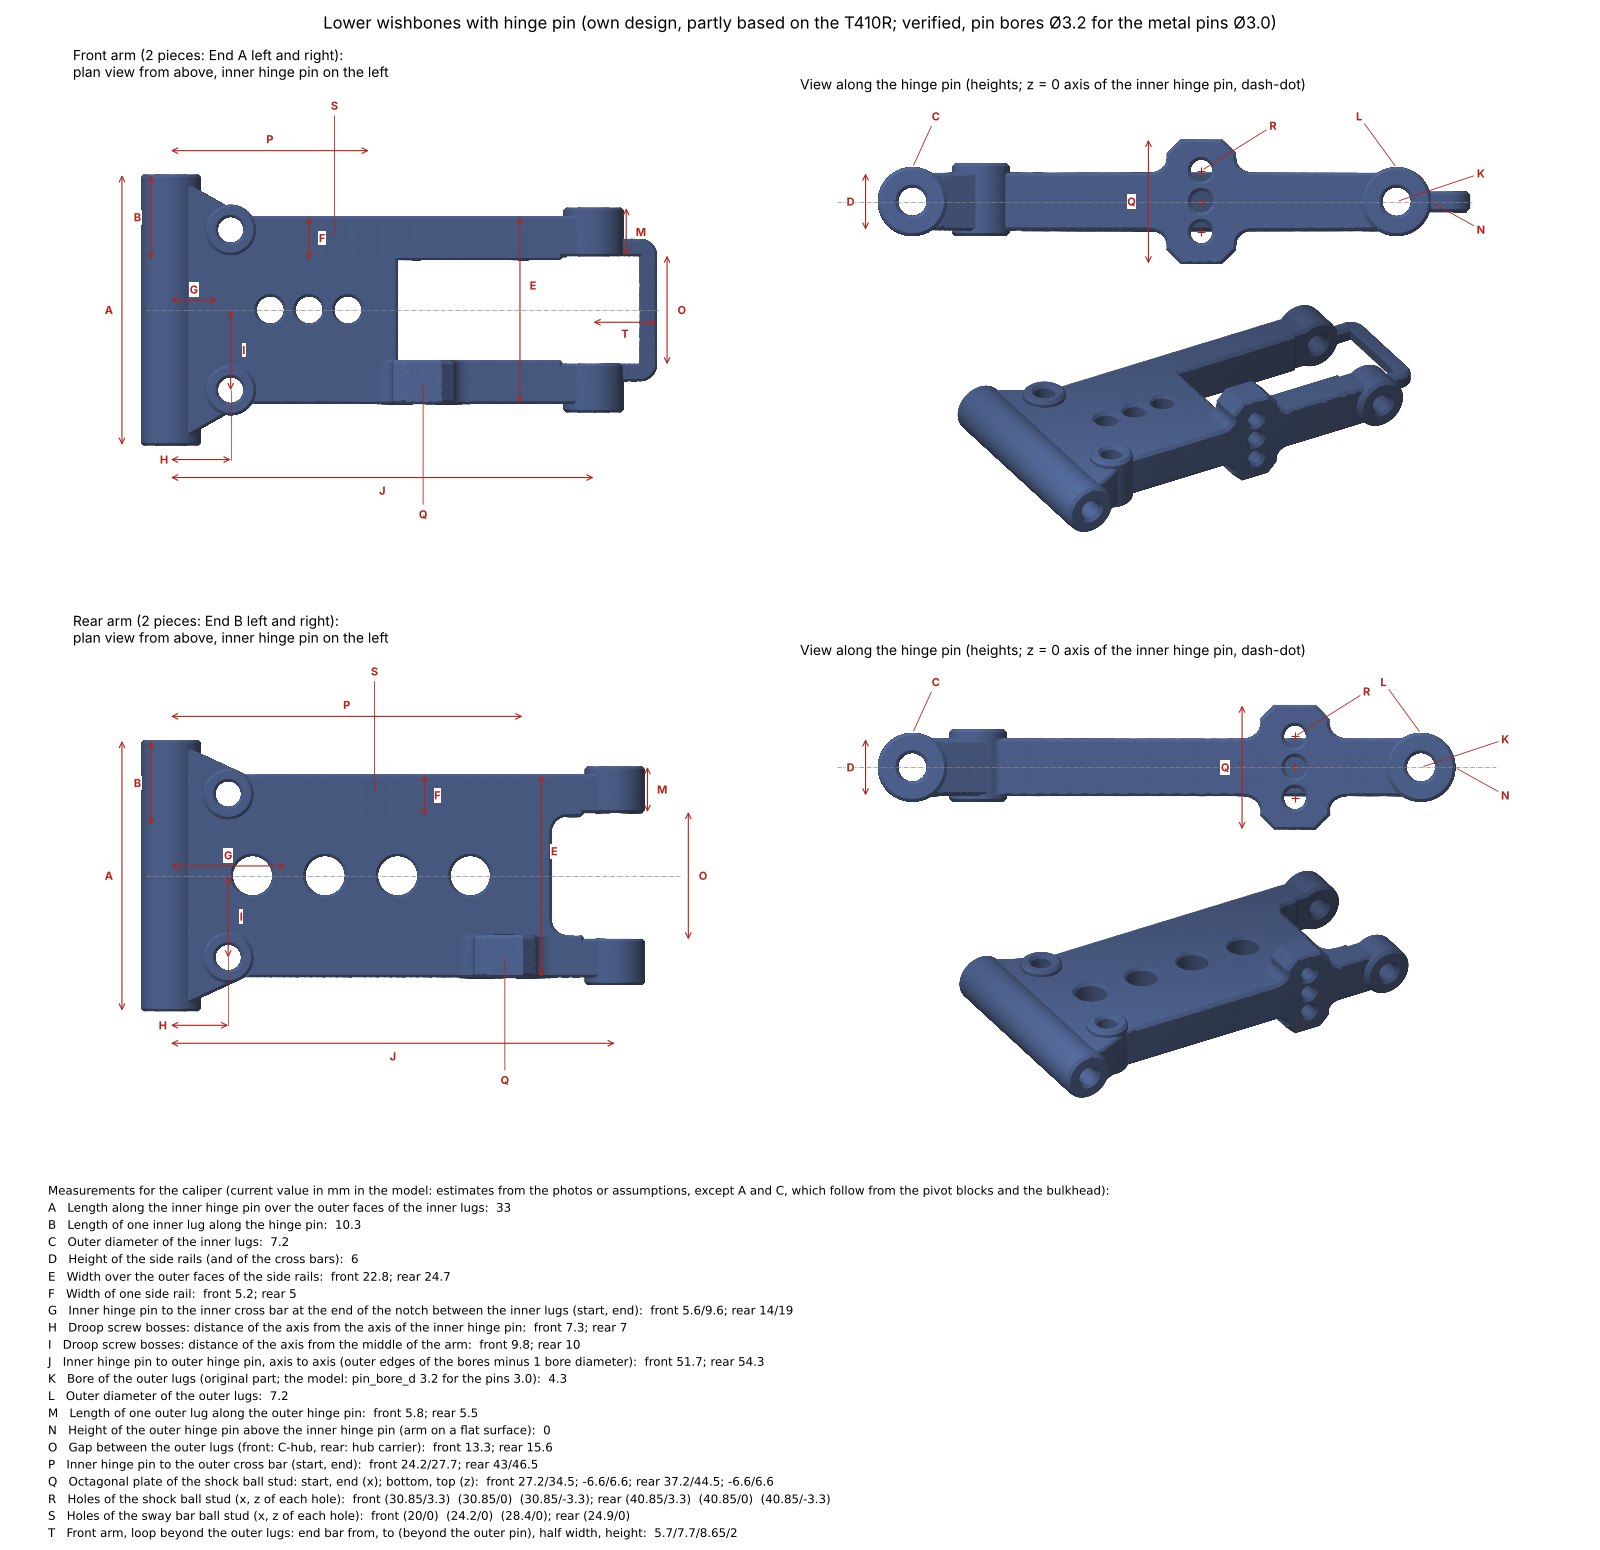 Lower wishbones with hinge pin (own design, partly based on the T410R; verified, pin bores Ø3.2 for the metal pins Ø3.0)
Front arm (2 pieces: End A left and right):
plan view from above, inner hinge pin on the left
View along the hinge pin (heights; z = 0 axis of the inner hinge pin, dash-dot)
S
P
B
F
M
G
E
A
O
T
I
H
J
Q
C
R
L
K
D
Q
N
Rear arm (2 pieces: End B left and right):
plan view from above, inner hinge pin on the left
View along the hinge pin (heights; z = 0 axis of the inner hinge pin, dash-dot)
S
P
B
F
M
G
E
A
O
I
H
J
Q
C
R
L
K
D
Q
N
Measurements for the caliper (current value in mm in the model: estimates from the photos or assumptions, except A and C, which follow from the pivot blocks and the bulkhead):
A Length along the inner hinge pin over the outer faces of the inner lugs: 33
B Length of one inner lug along the hinge pin: 10.3
C Outer diameter of the inner lugs: 7.2
D Height of the side rails (and of the cross bars): 6
E Width over the outer faces of the side rails: front 22.8; rear 24.7
F Width of one side rail: front 5.2; rear 5
G Inner hinge pin to the inner cross bar at the end of the notch between the inner lugs (start, end): front 5.6/9.6; rear 14/19
H Droop screw bosses: distance of the axis from the axis of the inner hinge pin: front 7.3; rear 7
I Droop screw bosses: distance of the axis from the middle of the arm: front 9.8; rear 10
J Inner hinge pin to outer hinge pin, axis to axis (outer edges of the bores minus 1 bore diameter): front 51.7; rear 54.3
K Bore of the outer lugs (original part; the model: pin_bore_d 3.2 for the pins 3.0): 4.3
L Outer diameter of the outer lugs: 7.2
M Length of one outer lug along the outer hinge pin: front 5.8; rear 5.5
N Height of the outer hinge pin above the inner hinge pin (arm on a flat surface): 0
O Gap between the outer lugs (front: C-hub, rear: hub carrier): front 13.3; rear 15.6
P Inner hinge pin to the outer cross bar (start, end): front 24.2/27.7; rear 43/46.5
Q Octagonal plate of the shock ball stud: start, end (x); bottom, top (z): front 27.2/34.5; -6.6/6.6; rear 37.2/44.5; -6.6/6.6
R Holes of the shock ball stud (x, z of each hole): front (30.85/3.3) (30.85/0) (30.85/-3.3); rear (40.85/3.3) (40.85/0) (40.85/-3.3)
S Holes of the sway bar ball stud (x, z of each hole): front (20/0) (24.2/0) (28.4/0); rear (24.9/0)
T Front arm, loop beyond the outer lugs: end bar from, to (beyond the outer pin), half width, height: 5.7/7.7/8.65/2